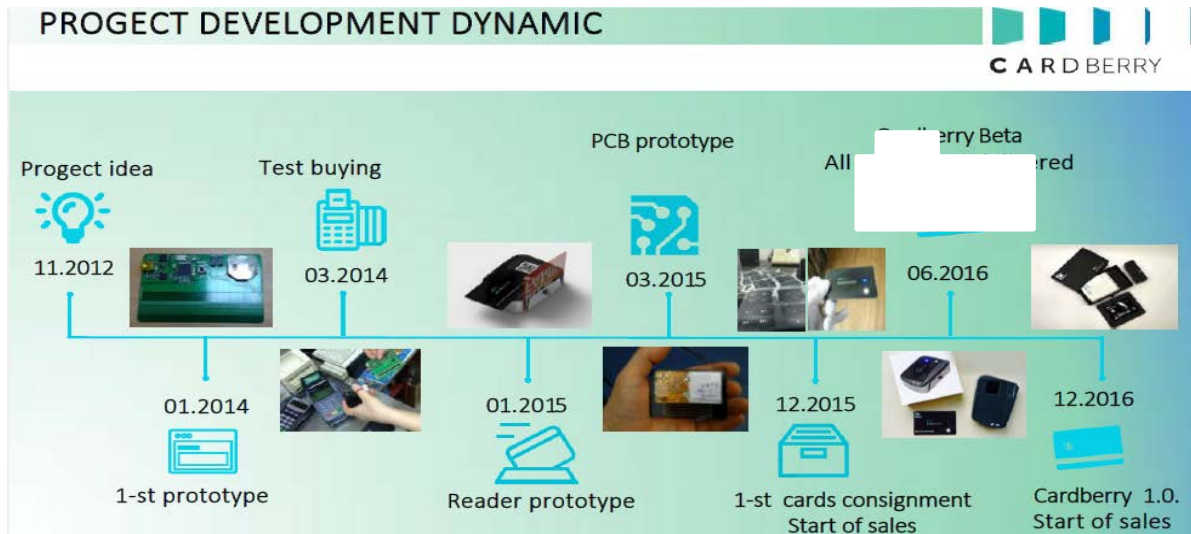 PROGECT DEVELOPMENT DYNAMIC
CARDBERRY
Progect idea
11.2012
Test buying
03.2014
PCB prototype
03.2015
Beta
All
06.2016
01.2014
1-st prototype
01.2015
Reader prototype
12.2015
1-st cards consignment
Start of sales
12.2016
Cardberry 1.0.
Start of sales